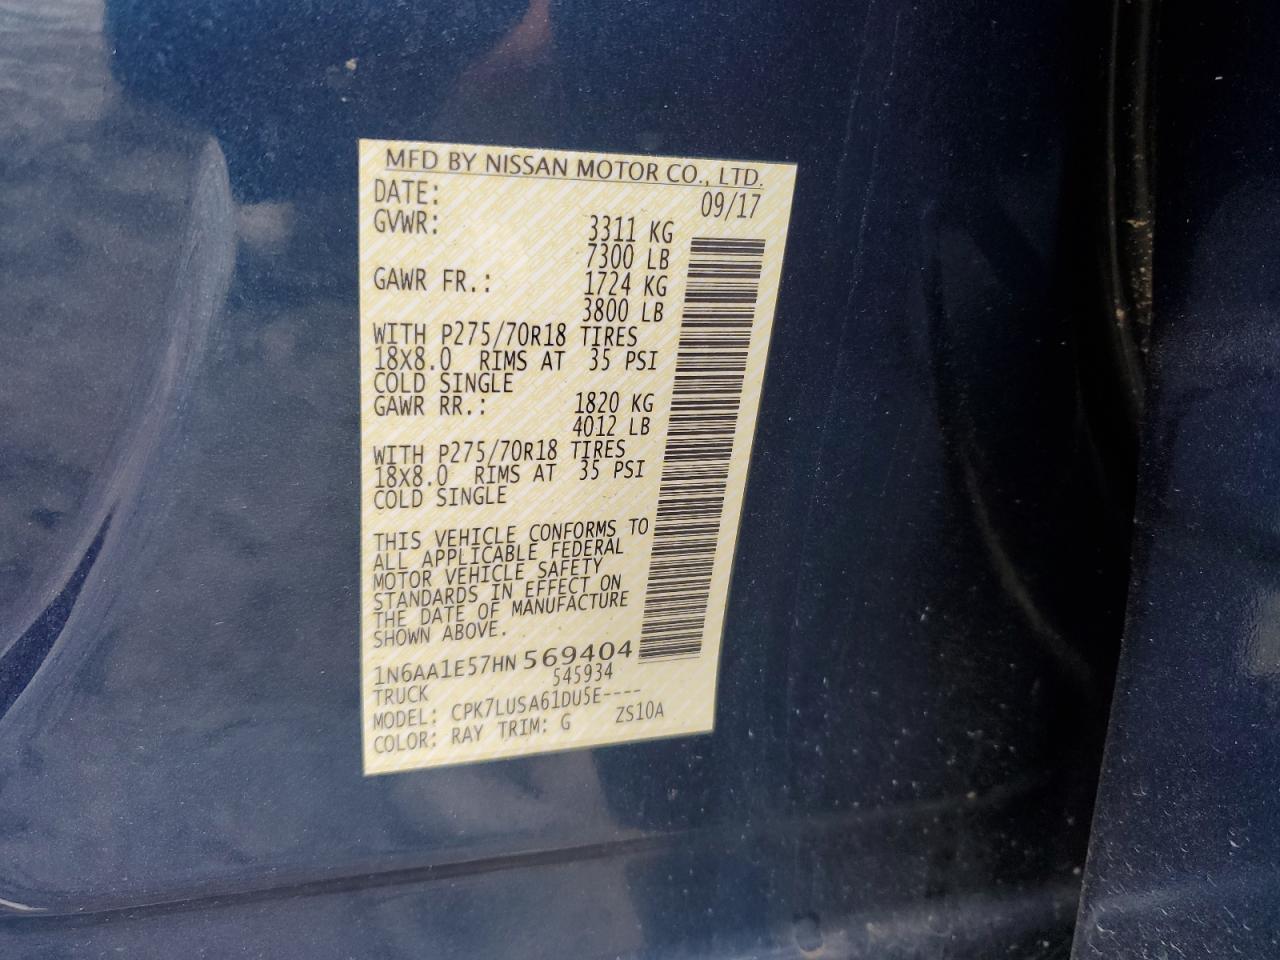 MFD BY NISSAN MOTOR CO., LTD.
DATE: 09/17
GVWR: 3311 KG
7300 LB
GAWR FR.: 1724 KG
3800 LB
WITH P275/70R18 TIRES
18X8.0 RIMS AT 35 PSI
COLD SINGLE
GAWR RR.: 1820 KG
4012 LB
WITH P275/70R18 TIRES
18X8.0 RIMS AT 35 PSI
COLD SINGLE
THIS VEHICLE CONFORMS TO
ALL APPLICABLE FEDERAL
MOTOR VEHICLE SAFETY
STANDARDS IN EFFECT ON
THE DATE OF MANUFACTURE
SHOWN ABOVE.
1N6AA1E57HN 569404
TRUCK 545934
MODEL: CPK7LUSA61DU5E----
COLOR: RAY TRIM: G ZS10A